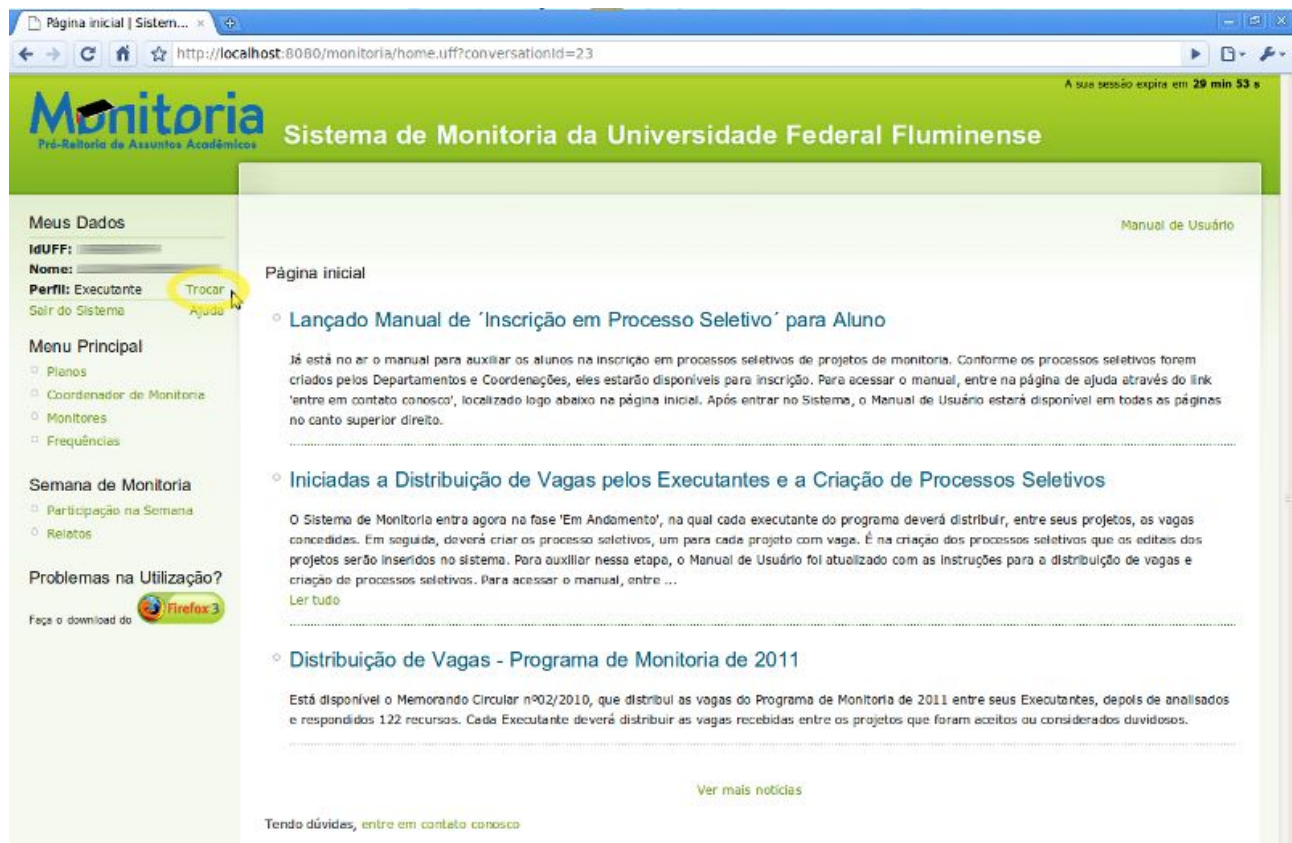 Página inicial | Sistem...
http://localhost:8080/monitoria/home.uff?conversationId=23
A sua sessão expira em 29 min 53 s
Monitoria
Pró-Reitoria de Assuntos Acadêmicos
Sistema de Monitoria da Universidade Federal Fluminense
Meus Dados
IdUFF:
Nome:
Perfil: Executante Trocar
Sair do Sistema Ajuda
Menu Principal
Planos
Coordenador de Monitoria
Monitores
Frequências
Semana de Monitoria
Participação na Semana
Relatos
Problemas na Utilização?
Faça o download do Firefox 3
Manual de Usuário
Página inicial
Lançado Manual de ´Inscrição em Processo Seletivo´ para Aluno
Já está no ar o manual para auxiliar os alunos na inscrição em processos seletivos de projetos de monitoria. Conforme os processos seletivos forem
criados pelos Departamentos e Coordenações, eles estarão disponíveis para inscrição. Para acessar o manual, entre na página de ajuda através do link
'entre em contato conosco', localizado logo abaixo na página inicial. Após entrar no Sistema, o Manual de Usuário estará disponível em todas as páginas
no canto superior direito.
Iniciadas a Distribuição de Vagas pelos Executantes e a Criação de Processos Seletivos
O Sistema de Monitoria entra agora na fase 'Em Andamento', na qual cada executante do programa deverá distribuir, entre seus projetos, as vagas
concedidas. Em seguida, deverá criar os processo seletivos, um para cada projeto com vaga. É na criação dos processos seletivos que os editais dos
projetos serão inseridos no sistema. Para auxiliar nessa etapa, o Manual de Usuário foi atualizado com as instruções para a distribuição de vagas e
criação de processos seletivos. Para acessar o manual, entre ...
Ler tudo
Distribuição de Vagas - Programa de Monitoria de 2011
Está disponível o Memorando Circular nº02/2010, que distribui as vagas do Programa de Monitoria de 2011 entre seus Executantes, depois de analisados
e respondidos 122 recursos. Cada Executante deverá distribuir as vagas recebidas entre os projetos que foram aceitos ou considerados duvidosos.
Ver mais notícias
Tendo dúvidas, entre em contato conosco